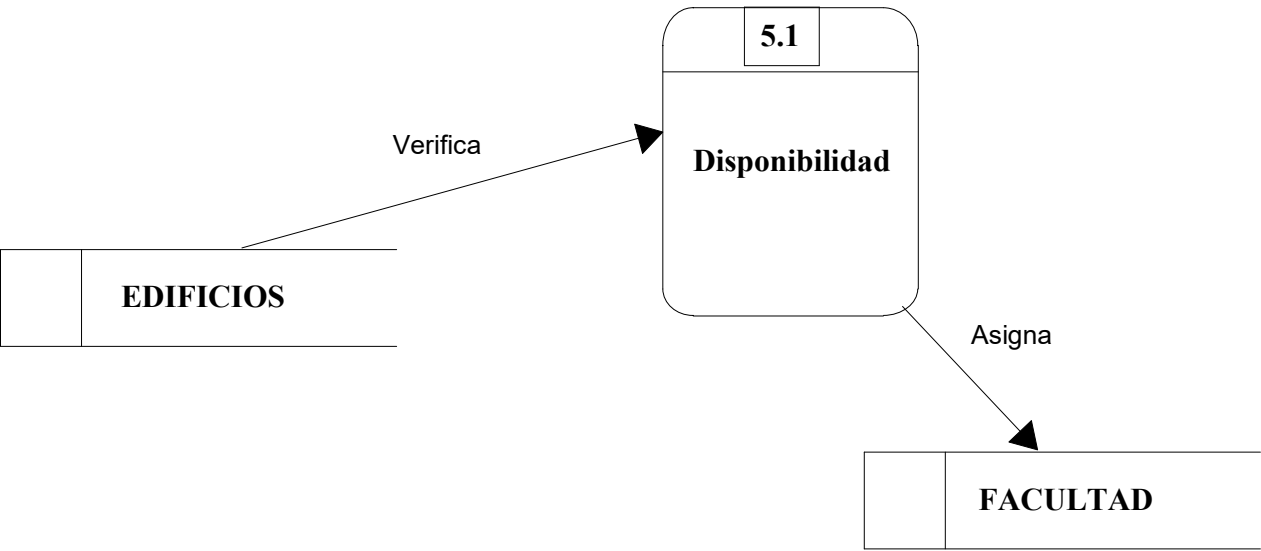 5.1
Verifica
Disponibilidad
EDIFICIOS
Asigna
FACULTAD